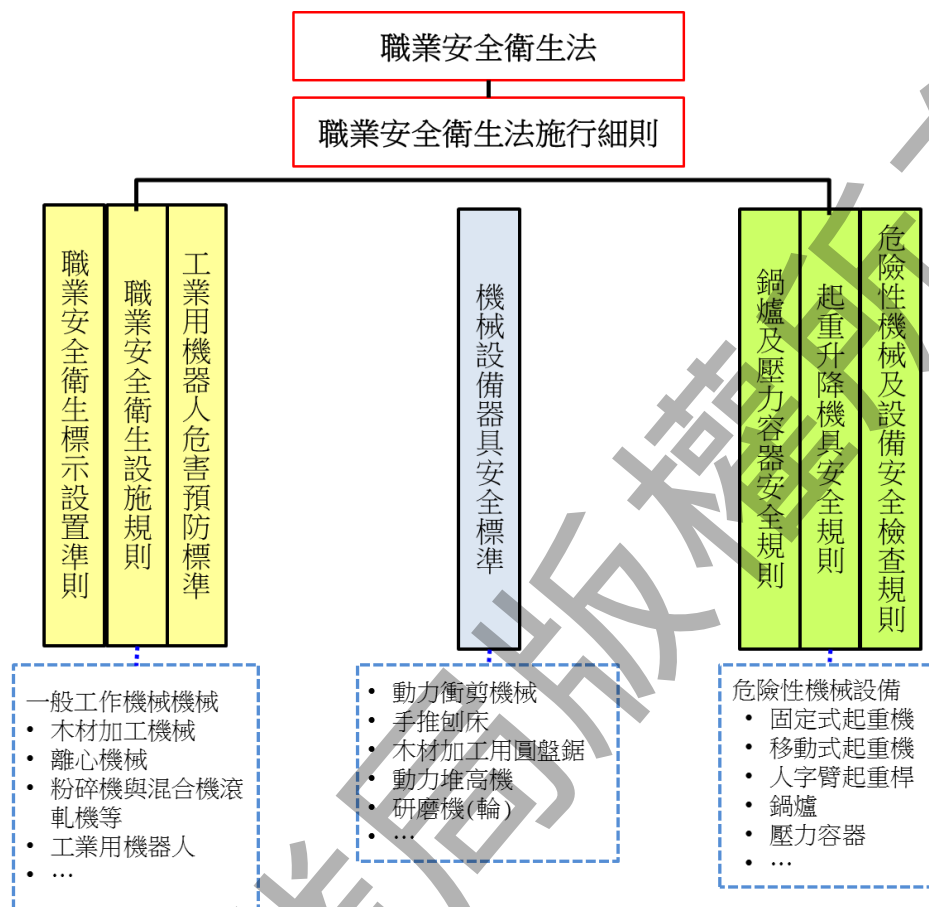 職業安全衛生法
職業安全衛生法施行細則
職業安全衛生標示設置準則
職業安全衛生設施規則
工業用機器人危害預防標準
機械設備器具安全標準
鍋爐及壓力容器安全規則
起重升降機具安全規則
危險性機械及設備安全檢查規則
一般工作機械機械
• 木材加工機械
• 離心機械
• 粉碎機與混合機滾
軋機等
• 工業用機器人
• …
• 動力衝剪機械
• 手推刨床
• 木材加工用圓盤鋸
• 動力堆高機
• 研磨機(輪)
• …
危險性機械設備
• 固定式起重機
• 移動式起重機
• 人字臂起重桿
• 鍋爐
• 壓力容器
• …
局版權所